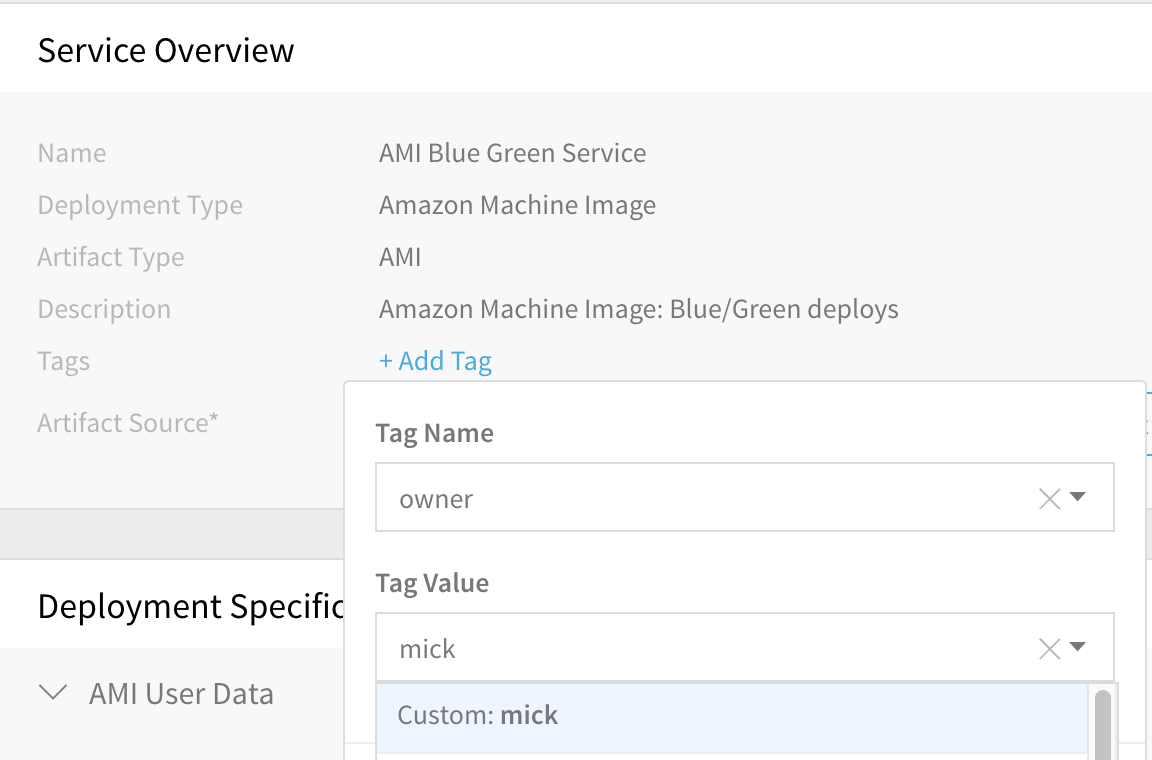 Service Overview
Name AMI Blue Green Service
Deployment Type Amazon Machine Image
Artifact Type AMI
Description Amazon Machine Image: Blue/Green deploys
Tags + Add Tag
Artifact Source*
Tag Name
owner
Tag Value
mick
Custom: mick
Deployment Specific
AMI User Data